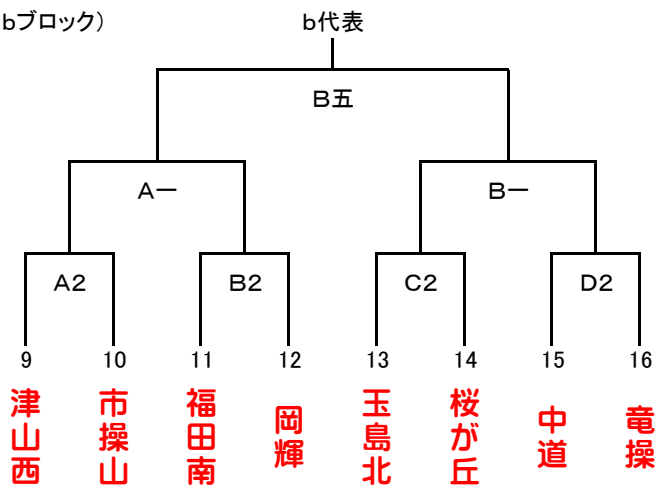 bブロック)
b代表
B五
A一
B一
A2
B2
C2
D2
9
10
11
12
13
14
15
16
津山西
市操山
福田南
岡輝
玉島北
桜が丘
中道
竜操